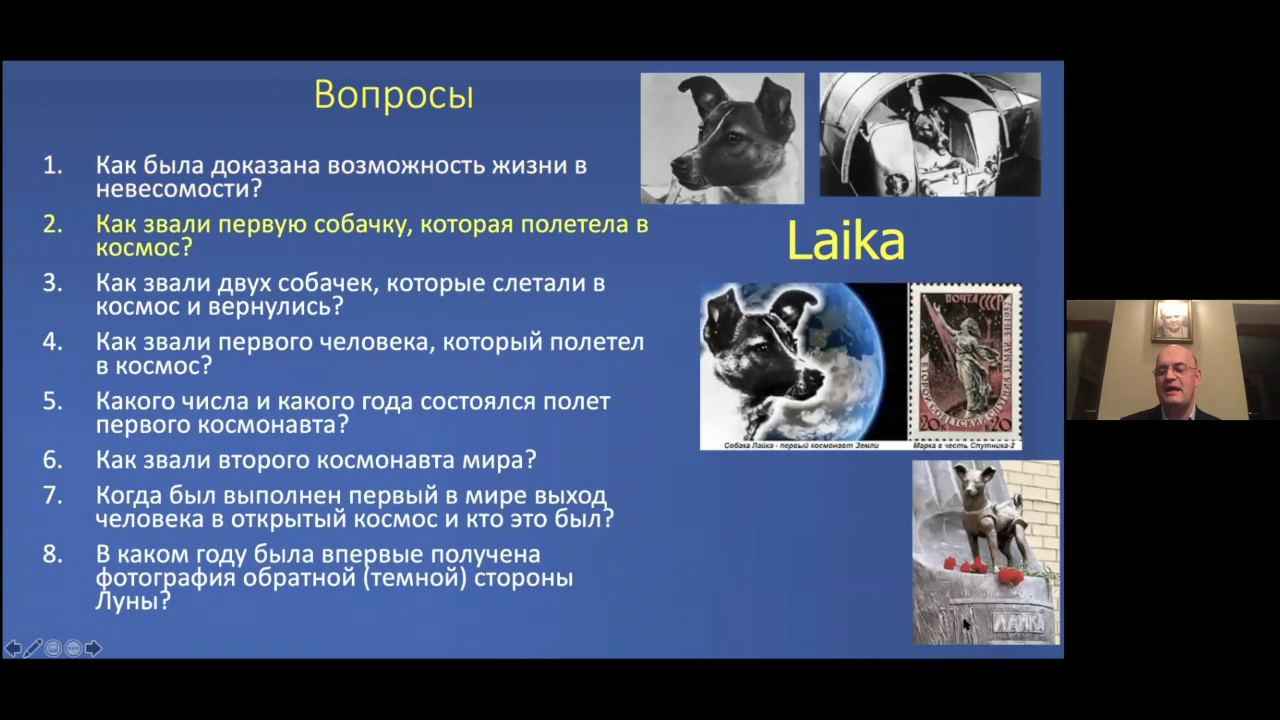 Вопросы
1. Как была доказана возможность жизни в
невесомости?
2. Как звали первую собачку, которая полетела в
космос?
3. Как звали двух собачек, которые слетали в
космос и вернулись?
4. Как звали первого человека, который полетел
в космос?
5. Какого числа и какого года состоялся полет
первого космонавта?
6. Как звали второго космонавта мира?
7. Когда был выполнен первый в мире выход
человека в открытый космос и кто это был?
8. В каком году была впервые получена
фотография обратной (темной) стороны
Луны?
Laika
ПОЧТА СССР
20к
20
Собака Лайка - первый космонавт Земли
Марка в честь Спутника-2
ЛАЙКА